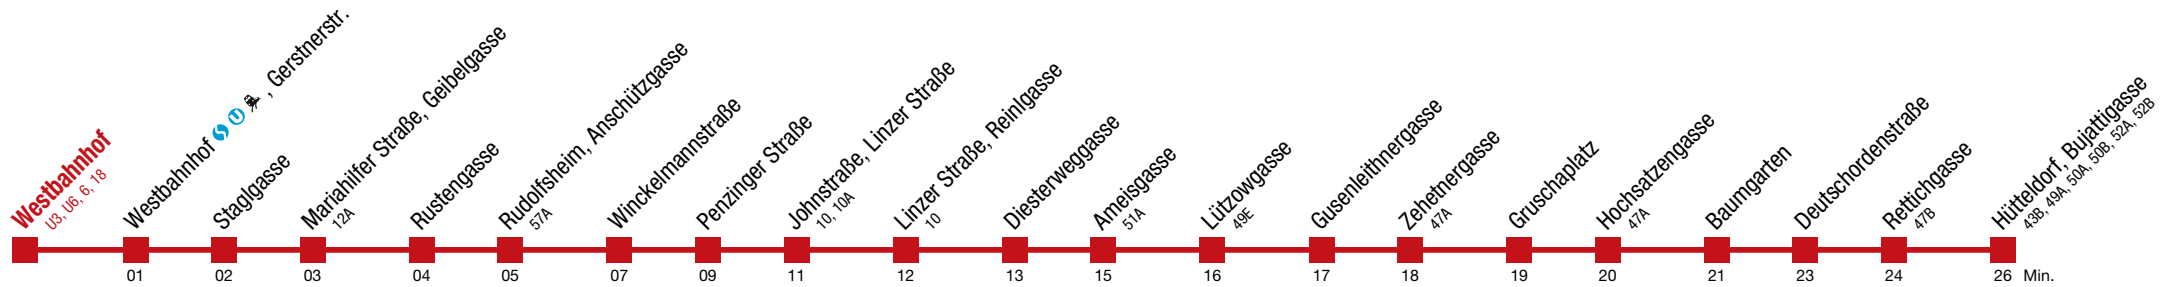 Westbahnhof
U3, U6, 6, 18
Westbahnhof U , Gerstnerstr.
Staglgasse
Mariahilfer Straße, Geibelgasse
12A
Rustengasse
Rudolfsheim, Anschützgasse
57A
Winckelmannstraße
Penzinger Straße
Johnstraße, Linzer Straße
10, 10A
Linzer Straße, Reinlgasse
10
Diesterweggasse
Ameisgasse
51A
Lützowgasse
49E
Gusenleithnergasse
Zehetnergasse
47A
Gruschaplatz
Hochsatzengasse
47A
Baumgarten
Deutschordenstraße
Rettichgasse
47B
Hütteldorf, Bujattigasse
43B, 49A, 50A, 50B, 52A, 52B
01 02 03 04 05 07 09 11 12 13 15 16 17 18 19 20 21 23 24 26 Min.